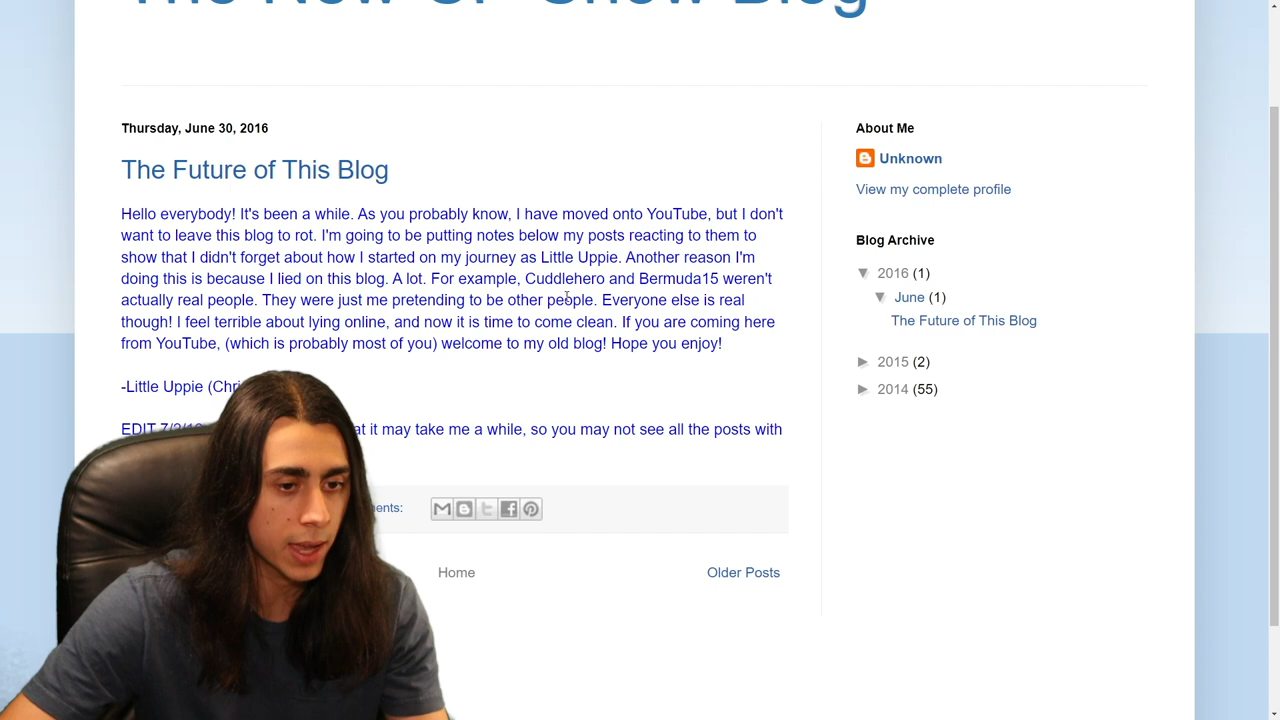 Thursday, June 30, 2016
The Future of This Blog
Hello everybody! It's been a while. As you probably know, I have moved onto YouTube, but I don't
want to leave this blog to rot. I'm going to be putting notes below my posts reacting to them to
show that I didn't forget about how I started on my journey as Little Uppie. Another reason I'm
doing this is because I lied on this blog. A lot. For example, Cuddlehero and Bermuda15 weren't
actually real people. They were just me pretending to be other people. Everyone else is real
though! I feel terrible about lying online, and now it is time to come clean. If you are coming here
from YouTube, (which is probably most of you) welcome to my old blog! Hope you enjoy!
-Little Uppie
EDIT it may take me a while, so you may not see all the posts with
Home
Older Posts
About Me
Unknown
View my complete profile
Blog Archive
▼ 2016 (1)
▼ June (1)
The Future of This Blog
► 2015 (2)
► 2014 (55)